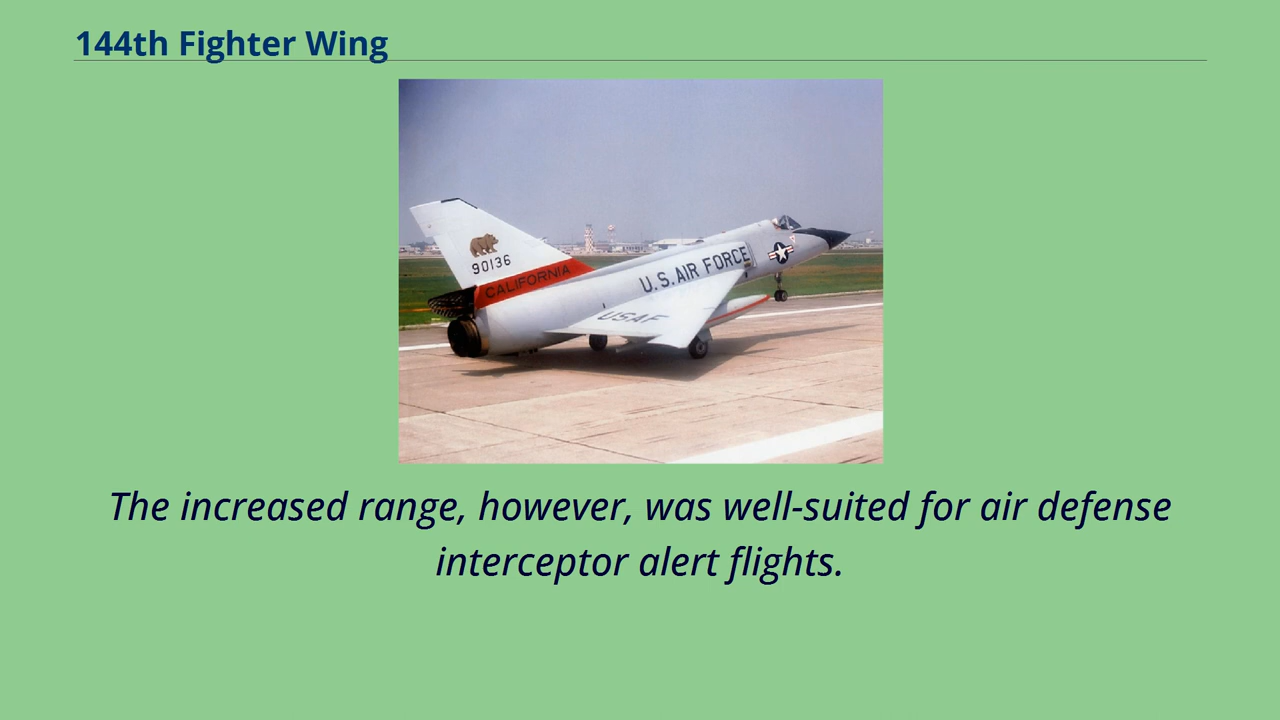 144th Fighter Wing
90136
CALIFORNIA
U.S. AIR FORCE
USAF
The increased range, however, was well-suited for air defense
interceptor alert flights.